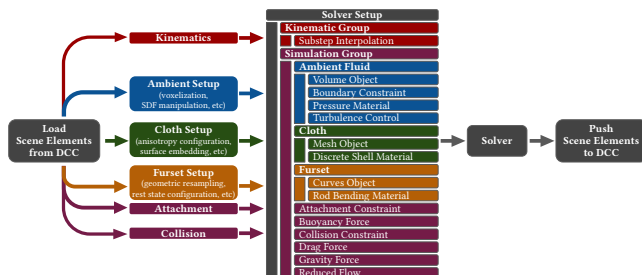 Solver Setup
Kinematic Group
Kinematics
Substep Interpolation
Simulation Group
Ambient Fluid
Ambient Setup
(voxelization,
SDF manipulation, etc)
Volume Object
Boundary Constraint
Pressure Material
Turbulence Control
Load
Scene Elements
from DCC
Cloth Setup
(anisotropy configuration,
surface embedding, etc)
Cloth
Mesh Object
Discrete Shell Material
Solver
Push
Scene Elements
to DCC
Furset Setup
(geometric resampling,
rest state configuration, etc)
Furset
Curves Object
Rod Bending Material
Attachment
Attachment Constraint
Buoyancy Force
Collision
Collision Constraint
Drag Force
Gravity Force
Reduced Flow